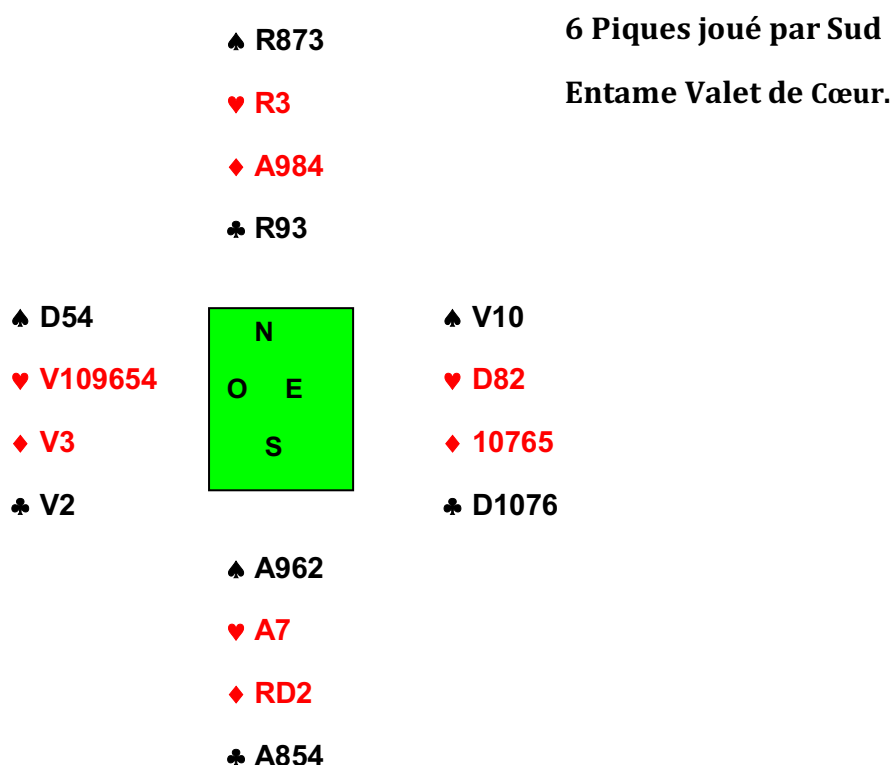 ♠ R873
6 Piques joué par Sud
♥ R3
Entame Valet de Cœur.
♦ A984
♣ R93
♠ D54
N
♠ V10
♥ V109654
O E
♥ D82
♦ V3
S
♦ 10765
♣ V2
♣ D1076
♠ A962
♥ A7
♦ RD2
♣ A854